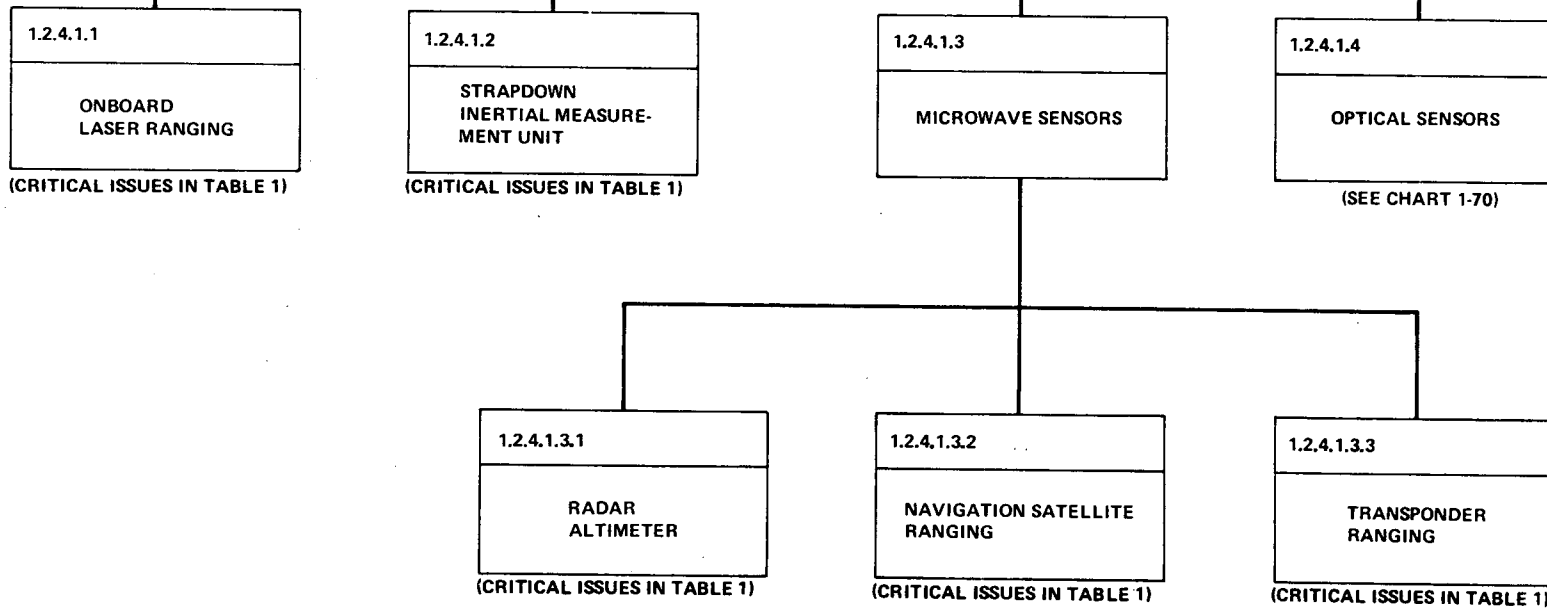 1.2.4.1.1
ONBOARD
LASER RANGING
(CRITICAL ISSUES IN TABLE 1)
1.2.4.1.2
STRAPDOWN
INERTIAL MEASURE-
MENT UNIT
(CRITICAL ISSUES IN TABLE 1)
1.2.4.1.3
MICROWAVE SENSORS
1.2.4.1.4
OPTICAL SENSORS
(SEE CHART 1-70)
1.2.4.1.3.1
RADAR
ALTIMETER
(CRITICAL ISSUES IN TABLE 1)
1.2.4.1.3.2
NAVIGATION SATELLITE
RANGING
(CRITICAL ISSUES IN TABLE 1)
1.2.4.1.3.3
TRANSPONDER
RANGING
(CRITICAL ISSUES IN TABLE 1)